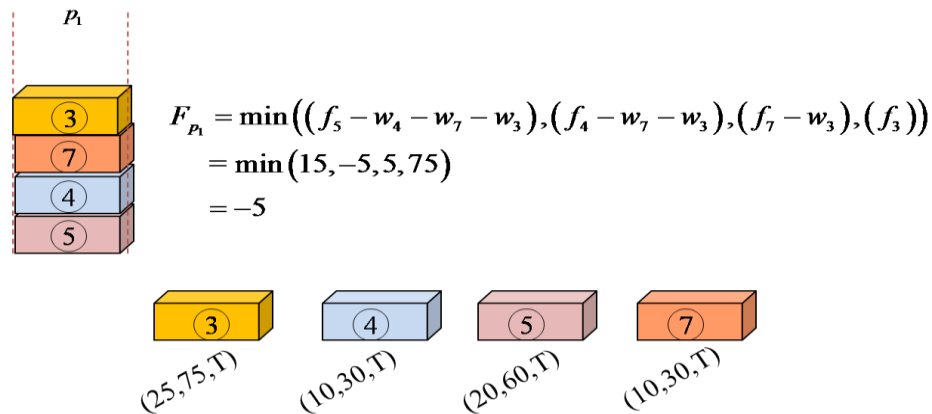 p₁
③
⑦
④
⑤
F_{p₁} = min((f₅ − w₄ − w₇ − w₃),(f₄ − w₇ − w₃),(f₇ − w₃),(f₃))
= min(15,−5,5,75)
= −5
③ ④ ⑤ ⑦
(25,75,T) (10,30,T) (20,60,T) (10,30,T)